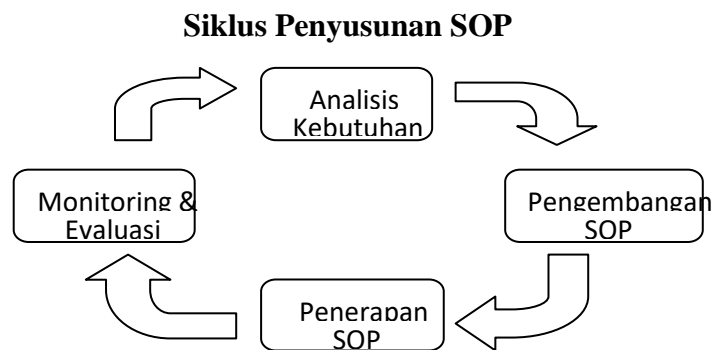 Siklus Penyusunan SOP
Analisis
Kebutuhan
Monitoring &
Evaluasi
Pengembangan
SOP
Penerapan
SOP